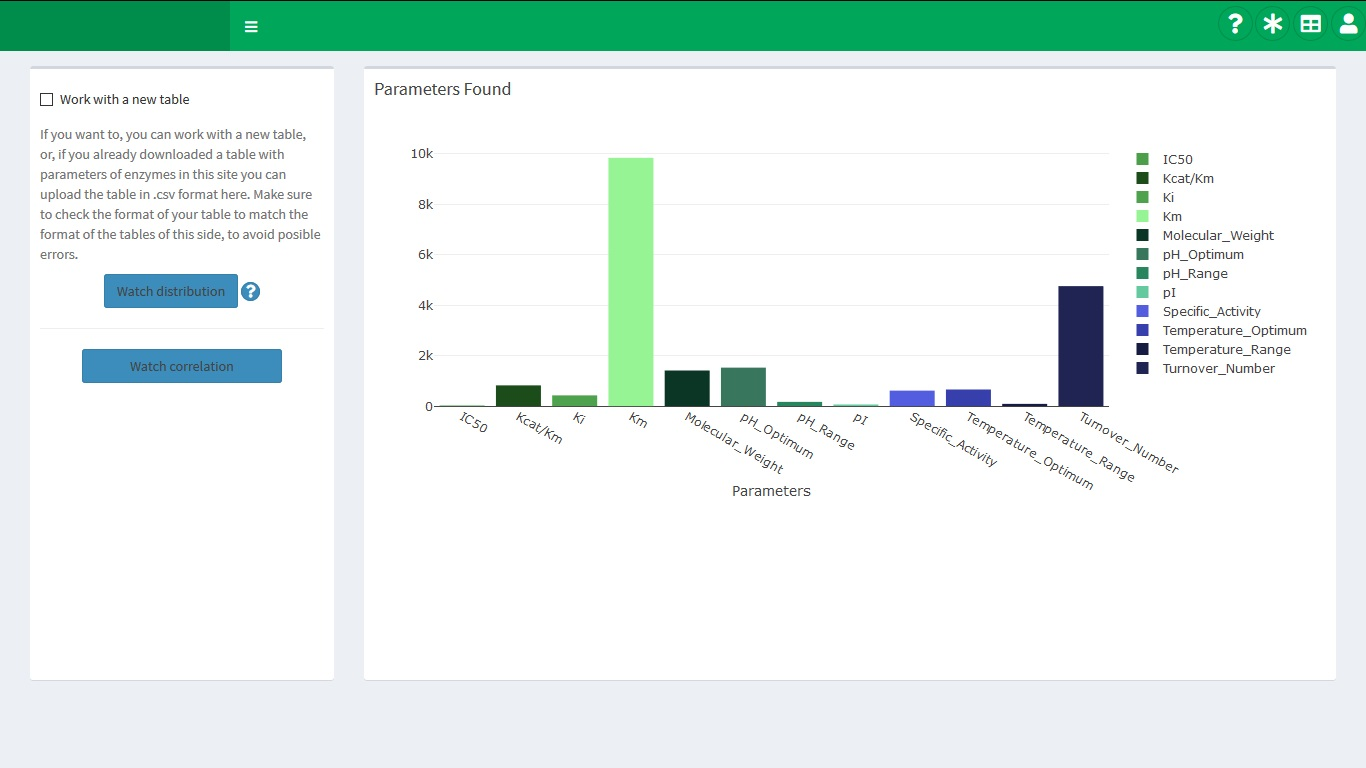 Work with a new table
If you want to, you can work with a new table,
or, if you already downloaded a table with
parameters of enzymes in this site you can
upload the table in .csv format here. Make sure
to check the format of your table to match the
format of the tables of this side, to avoid posible
errors.
Watch distribution
?
Watch correlation
?
Parameters Found
10k
8k
6k
4k
2k
0
IC50
Kcat/Km
Ki
Km
Molecular_Weight
pH_Optimum
pH_Range
pI
Specific_Activity
Temperature_Optimum
Temperature_Range
Turnover_Number
Parameters
IC50
Kcat/Km
Ki
Km
Molecular_Weight
pH_Optimum
pH_Range
pI
Specific_Activity
Temperature_Optimum
Temperature_Range
Turnover_Number